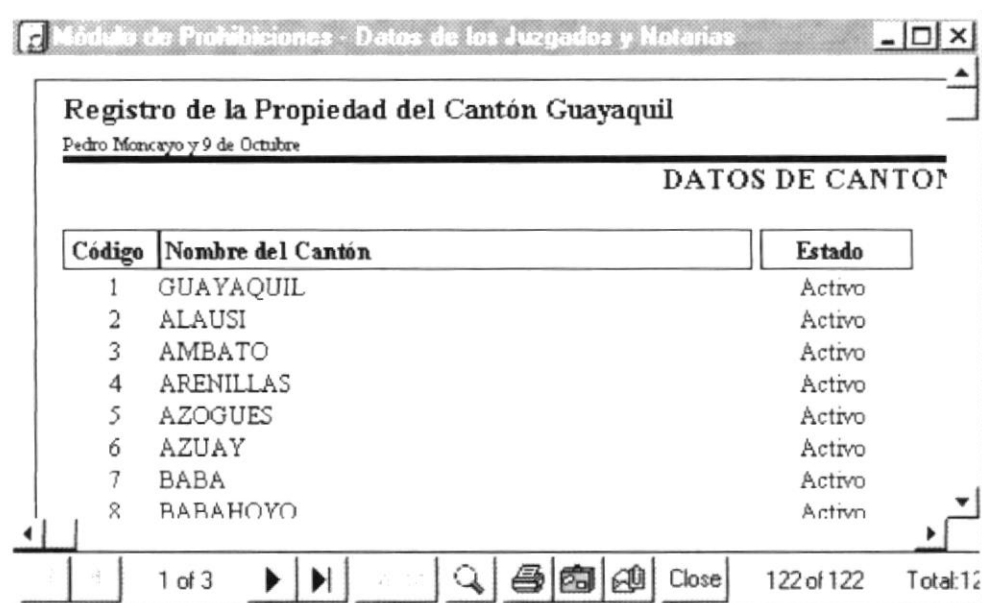 Módulo de Prohibiciones - Datos de los Juzgados y Notarias
Registro de la Propiedad del Cantón Guayaquil
Pedro Moncayo y 9 de Octubre
DATOS DE CANTON
Código Nombre del Cantón Estado
1 GUAYAQUIL Activo
2 ALAUSI Activo
3 AMBATO Activo
4 ARENILLAS Activo
5 AZOGUES Activo
6 AZUAY Activo
7 BABA Activo
8 BABAHOYO Activo
1 of 3 Close 122 of 122 Total:12